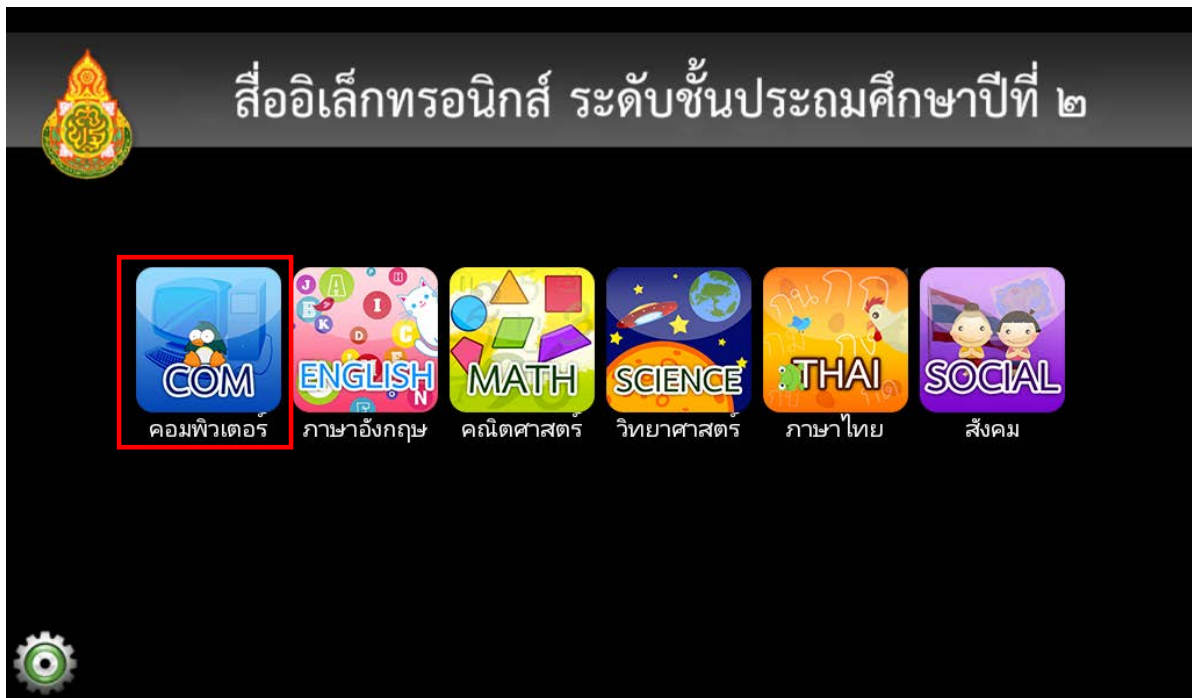 สื่ออิเล็กทรอนิกส์ ระดับชั้นประถมศึกษาปีที่ ๒
COM
ENGLISH
MATH
SCIENCE
THAI
SOCIAL
คอมพิวเตอร์
ภาษาอังกฤษ
คณิตศาสตร์
วิทยาศาสตร์
ภาษาไทย
สังคม